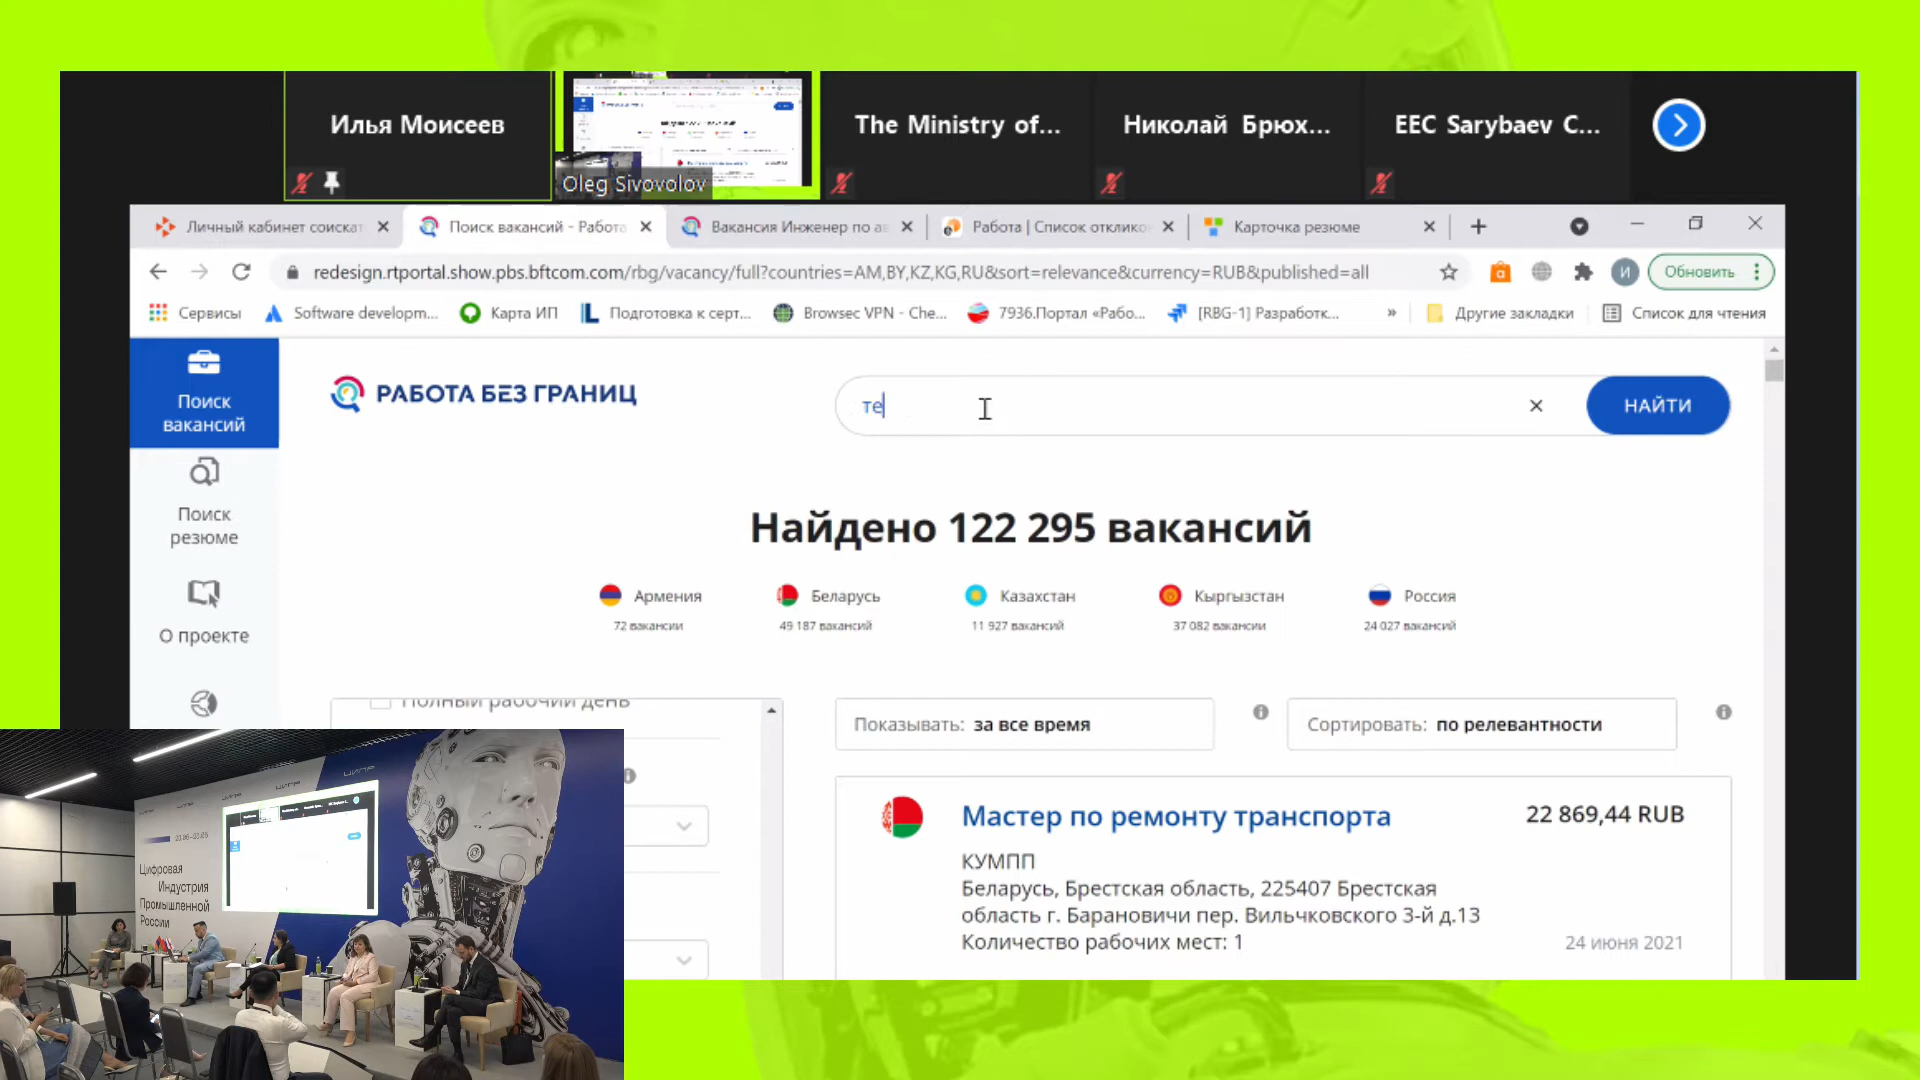 Илья Моисеев
Oleg Sivovolov
The Ministry of...
Николай Брюх...
EEC Sarybaev C...
Личный кабинет соискат
Поиск вакансий - Работа
Вакансия Инженер по ав
Работа | Список отклико
Карточка резюме
redesign.rtportal.show.pbs.bftcom.com/rbg/vacancy/full?countries=AM,BY,KZ,KG,RU&sort=relevance&currency=RUB&published=all
И
Обновить
Сервисы
Software developm...
Карта ИП
Подготовка к серт...
Browsec VPN - Che...
7936.Портал «Рабо...
[RBG-1] Разработк...
»
Другие закладки
Список для чтения
Поиск
вакансий
Поиск
резюме
О проекте
РАБОТА БЕЗ ГРАНИЦ
те
НАЙТИ
Найдено 122 295 вакансий
Армения
72 вакансии
Беларусь
49 187 вакансий
Казахстан
11 927 вакансий
Кыргызстан
37 082 вакансии
Россия
24 027 вакансий
Полный рабочий день
Показывать: за все время
Сортировать: по релевантности
Мастер по ремонту транспорта
22 869,44 RUB
КУМПП
Беларусь, Брестская область, 225407 Брестская
область г. Барановичи пер. Вильчковского 3-й д.13
Количество рабочих мест: 1
24 июня 2021
ЦИПР
Цифровая
Индустрия
Промышленной
России